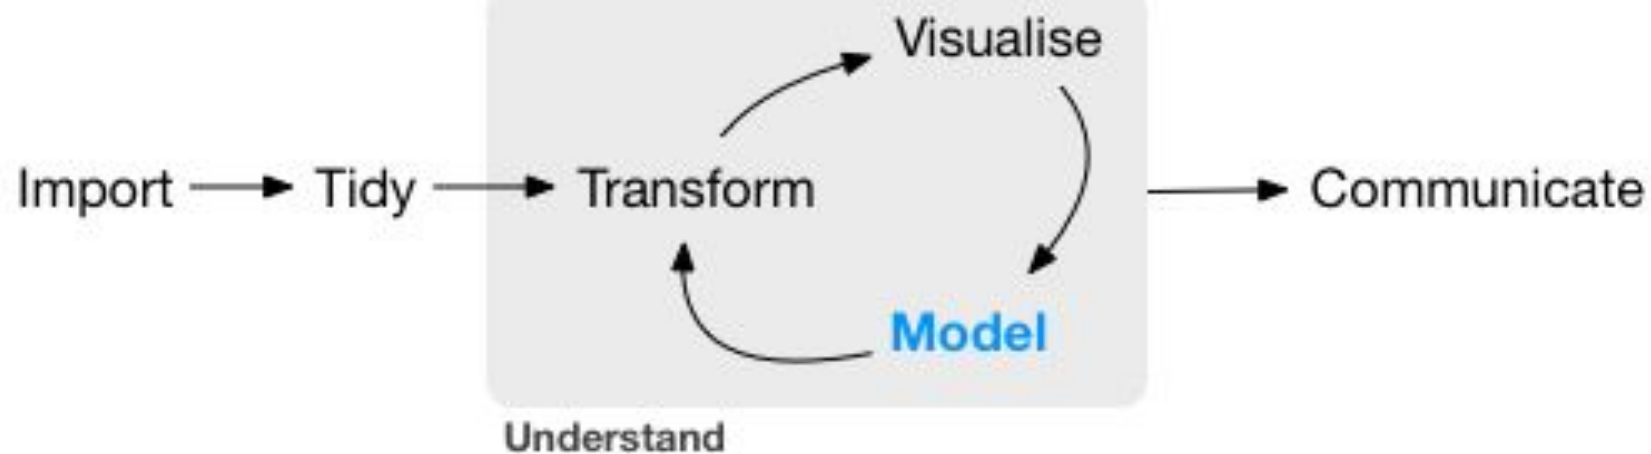 Visualise
Import
Tidy
Transform
Communicate
Model
Understand